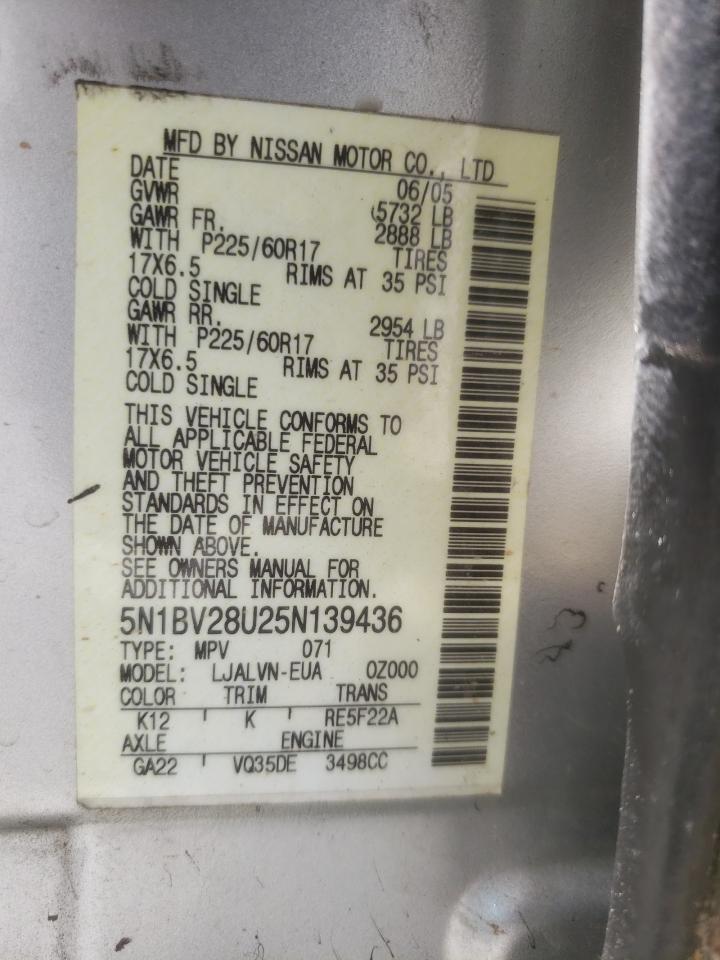 MFD BY NISSAN MOTOR CO., LTD
DATE 06/05
GVWR 5732 LB
GAWR FR. 2888 LB
WITH P225/60R17 TIRES
17X6.5 RIMS AT 35 PSI
COLD SINGLE
GAWR RR. 2954 LB
WITH P225/60R17 TIRES
17X6.5 RIMS AT 35 PSI
COLD SINGLE
THIS VEHICLE CONFORMS TO
ALL APPLICABLE FEDERAL
MOTOR VEHICLE SAFETY
AND THEFT PREVENTION
STANDARDS IN EFFECT ON
THE DATE OF MANUFACTURE
SHOWN ABOVE.
SEE OWNERS MANUAL FOR
ADDITIONAL INFORMATION.
5N1BV28U25N139436
TYPE: MPV 071
MODEL: LJALVN-EUA 0Z000
COLOR TRIM TRANS
K12 ' K ' RE5F22A
AXLE ENGINE
GA22 ' VQ35DE 3498CC